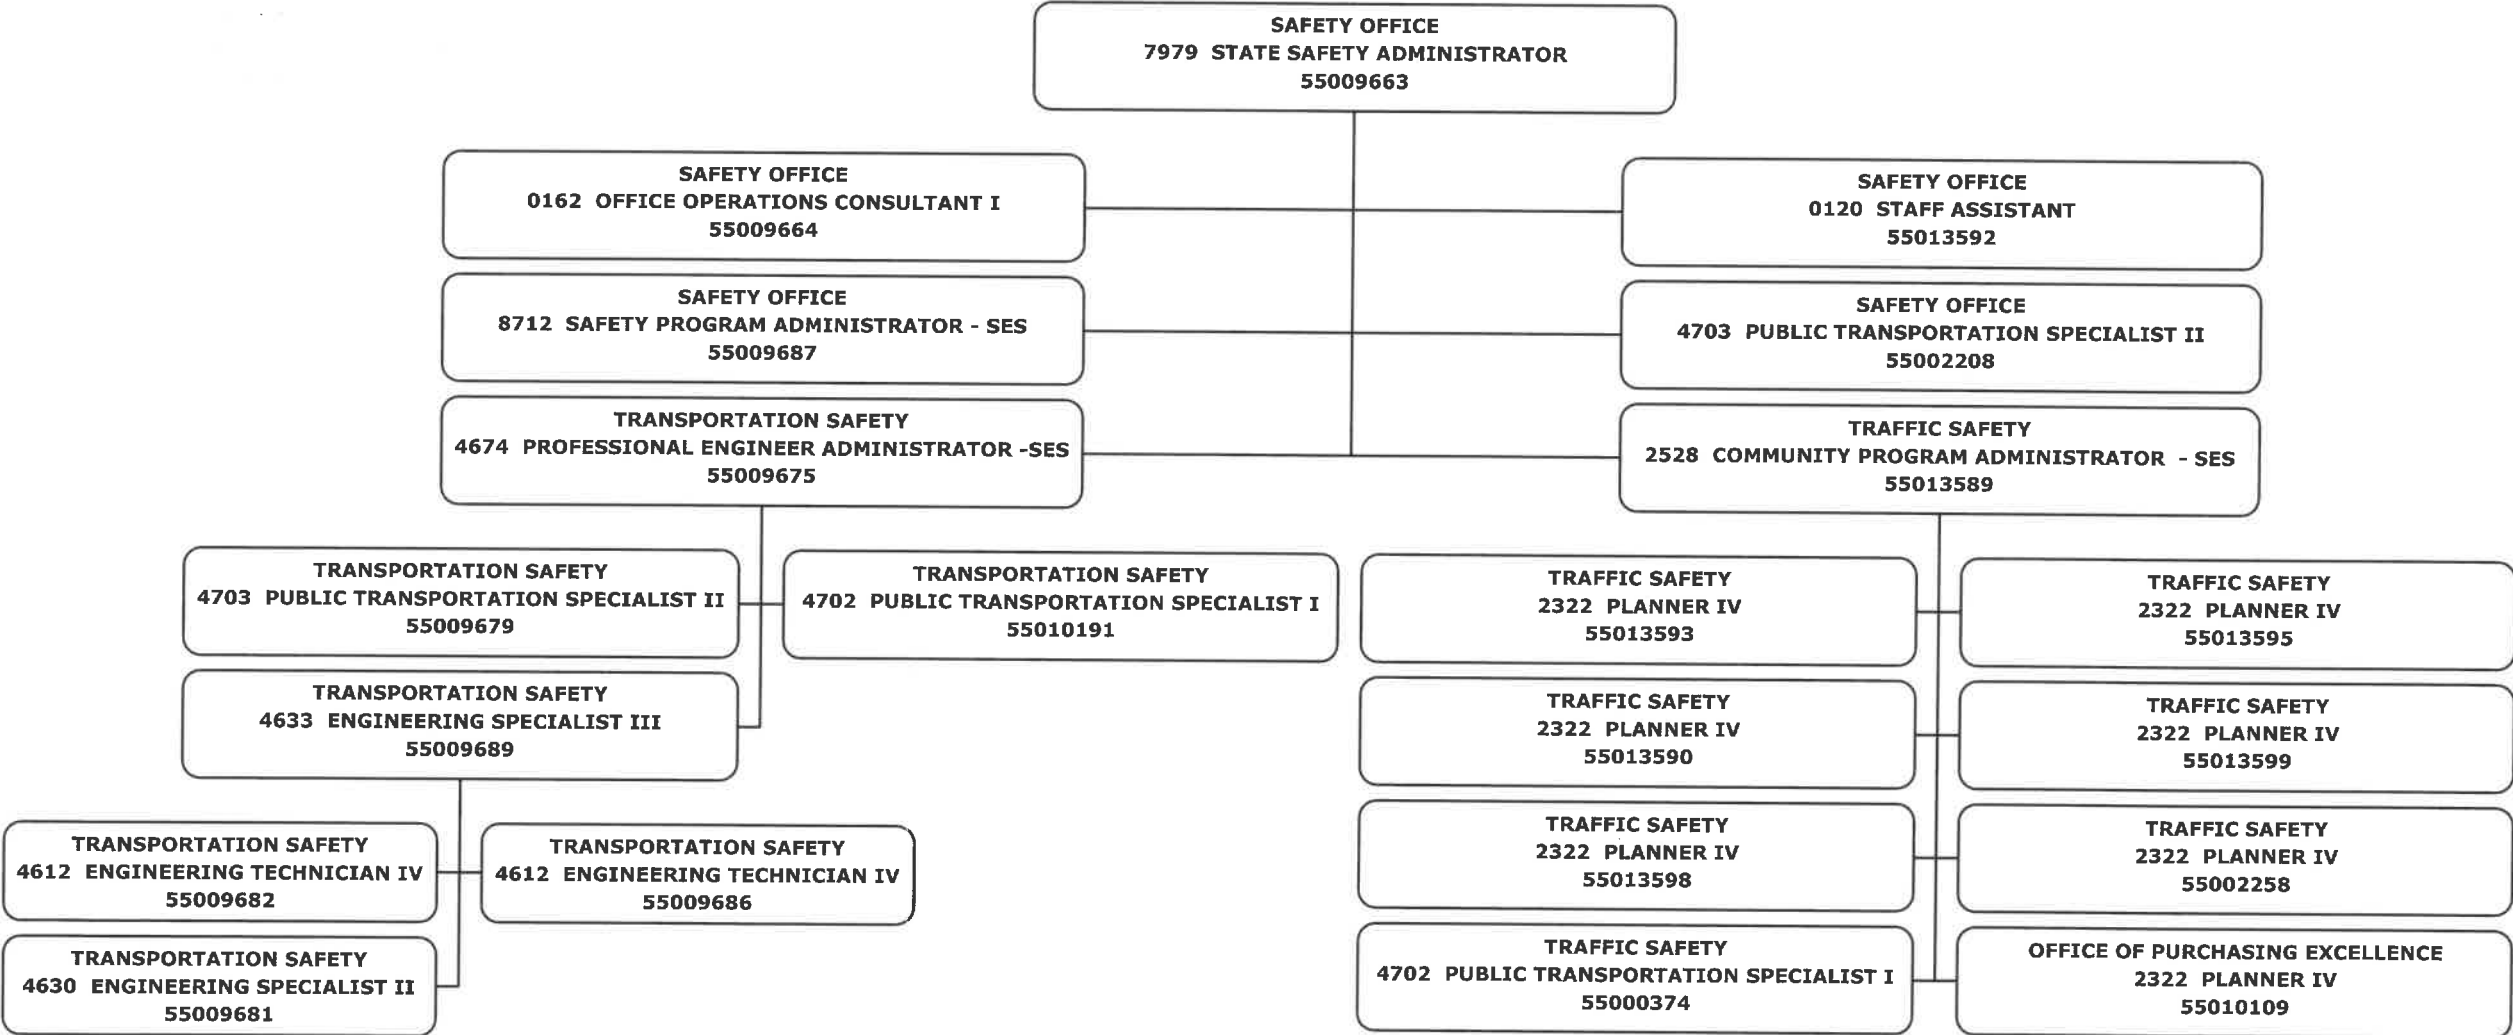 SAFETY OFFICE
7979 STATE SAFETY ADMINISTRATOR
55009663
SAFETY OFFICE
0162 OFFICE OPERATIONS CONSULTANT I
55009664
SAFETY OFFICE
0120 STAFF ASSISTANT
55013592
SAFETY OFFICE
8712 SAFETY PROGRAM ADMINISTRATOR - SES
55009687
SAFETY OFFICE
4703 PUBLIC TRANSPORTATION SPECIALIST II
55002208
TRANSPORTATION SAFETY
4674 PROFESSIONAL ENGINEER ADMINISTRATOR -SES
55009675
TRAFFIC SAFETY
2528 COMMUNITY PROGRAM ADMINISTRATOR - SES
55013589
TRANSPORTATION SAFETY
4703 PUBLIC TRANSPORTATION SPECIALIST II
55009679
TRANSPORTATION SAFETY
4702 PUBLIC TRANSPORTATION SPECIALIST I
55010191
TRANSPORTATION SAFETY
4633 ENGINEERING SPECIALIST III
55009689
TRANSPORTATION SAFETY
4612 ENGINEERING TECHNICIAN IV
55009682
TRANSPORTATION SAFETY
4612 ENGINEERING TECHNICIAN IV
55009686
TRANSPORTATION SAFETY
4630 ENGINEERING SPECIALIST II
55009681
TRAFFIC SAFETY
2322 PLANNER IV
55013593
TRAFFIC SAFETY
2322 PLANNER IV
55013595
TRAFFIC SAFETY
2322 PLANNER IV
55013590
TRAFFIC SAFETY
2322 PLANNER IV
55013599
TRAFFIC SAFETY
2322 PLANNER IV
55013598
TRAFFIC SAFETY
2322 PLANNER IV
55002258
TRAFFIC SAFETY
4702 PUBLIC TRANSPORTATION SPECIALIST I
55000374
OFFICE OF PURCHASING EXCELLENCE
2322 PLANNER IV
55010109